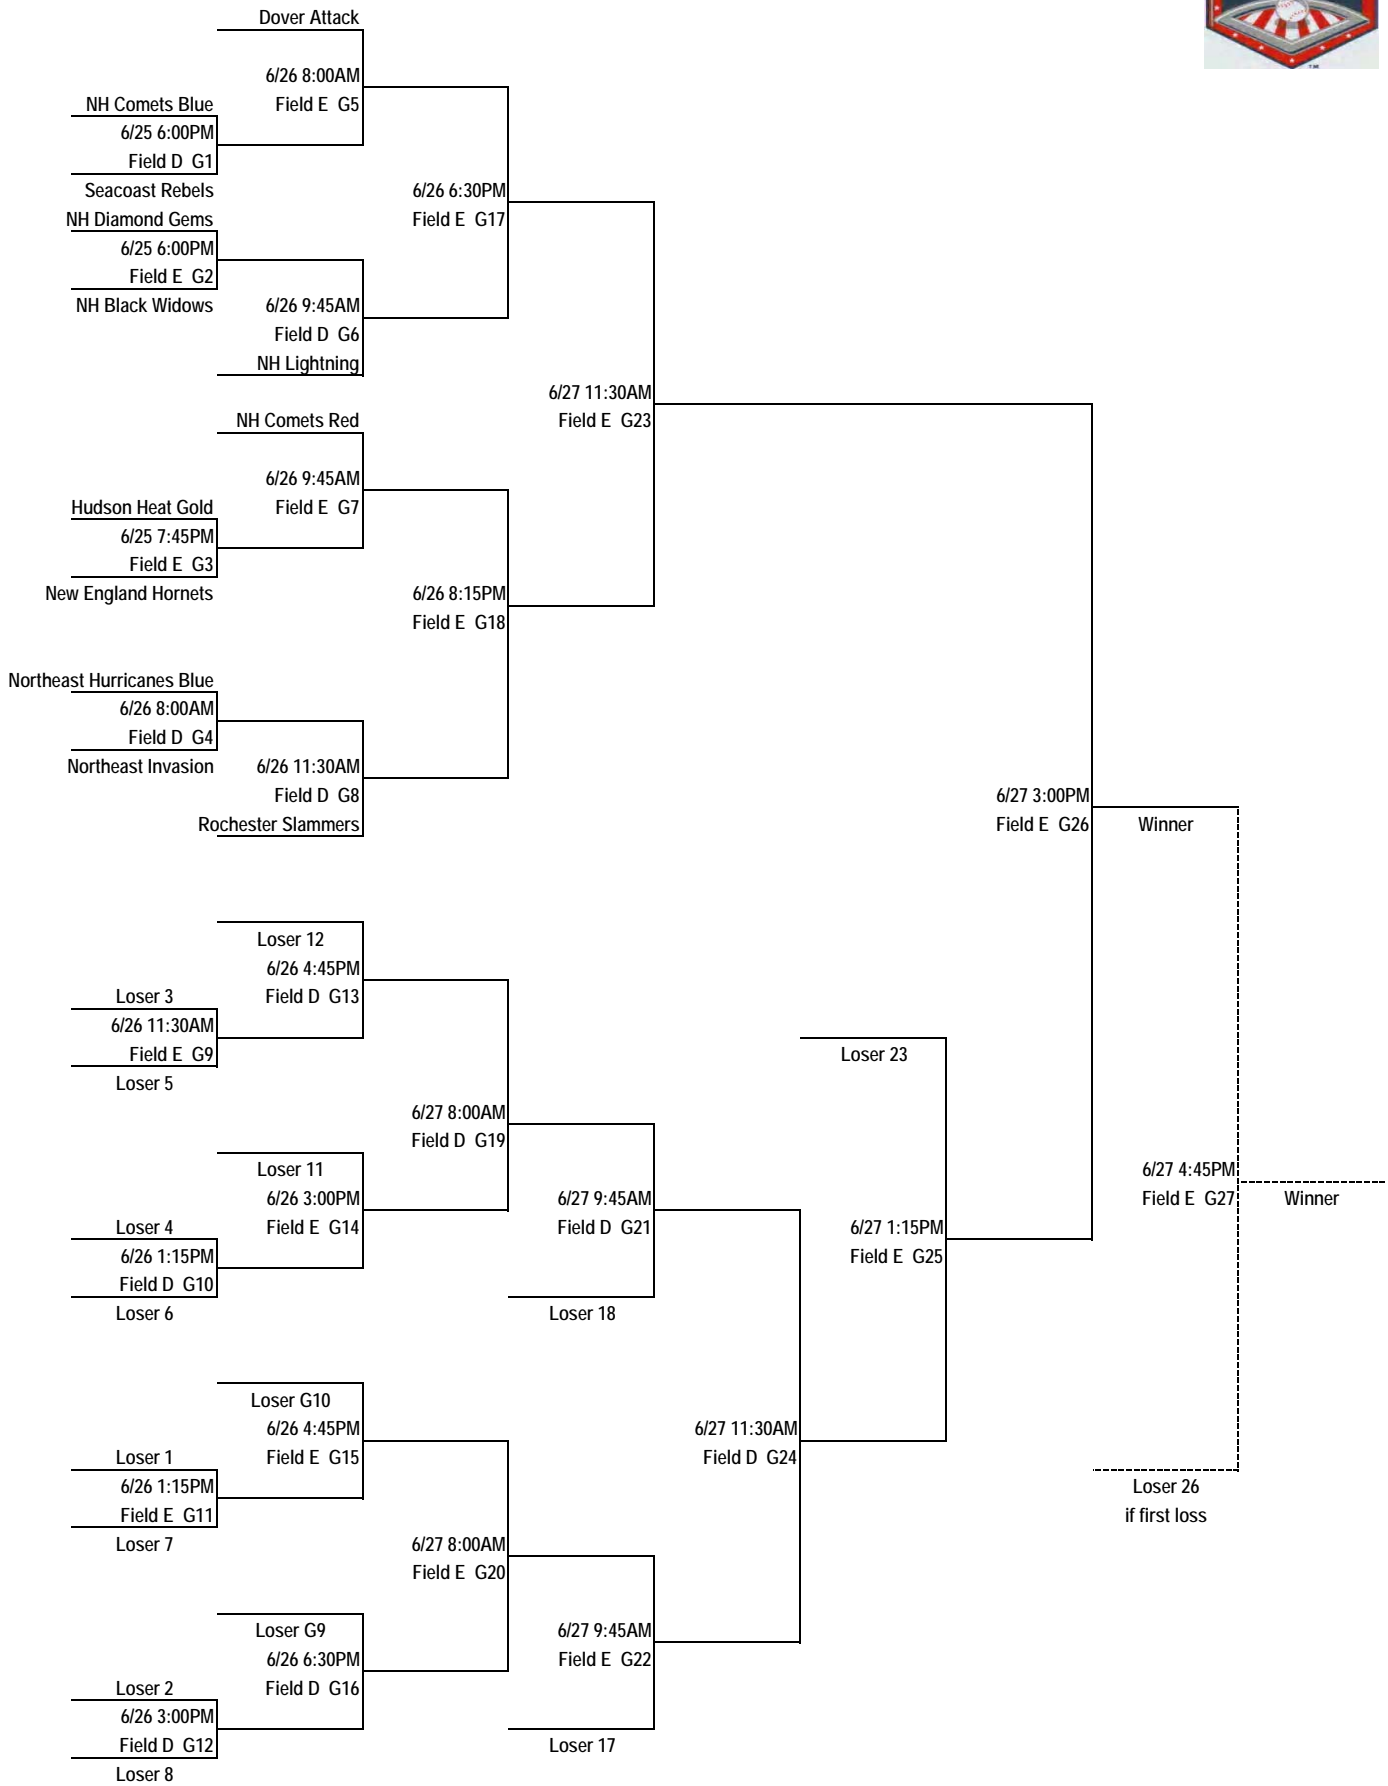 Dover Attack
6/26 8:00AM
Field E G5
NH Comets Blue
6/25 6:00PM
Field D G1
Seacoast Rebels
6/26 6:30PM
Field E G17
NH Diamond Gems
6/25 6:00PM
Field E G2
NH Black Widows
6/26 9:45AM
Field D G6
NH Lightning
6/27 11:30AM
Field E G23
NH Comets Red
6/26 9:45AM
Field E G7
Hudson Heat Gold
6/25 7:45PM
Field E G3
New England Hornets
6/26 8:15PM
Field E G18
Northeast Hurricanes Blue
6/26 8:00AM
Field D G4
Northeast Invasion
6/26 11:30AM
Field D G8
Rochester Slammers
6/27 3:00PM
Field E G26
Winner
Loser 12
6/26 4:45PM
Field D G13
Loser 3
6/26 11:30AM
Field E G9
Loser 5
Loser 23
6/27 8:00AM
Field D G19
Loser 11
6/26 3:00PM
Field E G14
Loser 4
6/26 1:15PM
Field D G10
Loser 6
6/27 9:45AM
Field D G21
Loser 18
6/27 1:15PM
Field E G25
6/27 4:45PM
Field E G27
Winner
Loser G10
6/26 4:45PM
Field E G15
Loser 1
6/26 1:15PM
Field E G11
Loser 7
6/27 11:30AM
Field D G24
Loser 26
if first loss
6/27 8:00AM
Field E G20
Loser G9
6/26 6:30PM
Field D G16
6/27 9:45AM
Field E G22
Loser 2
6/26 3:00PM
Field D G12
Loser 8
Loser 17